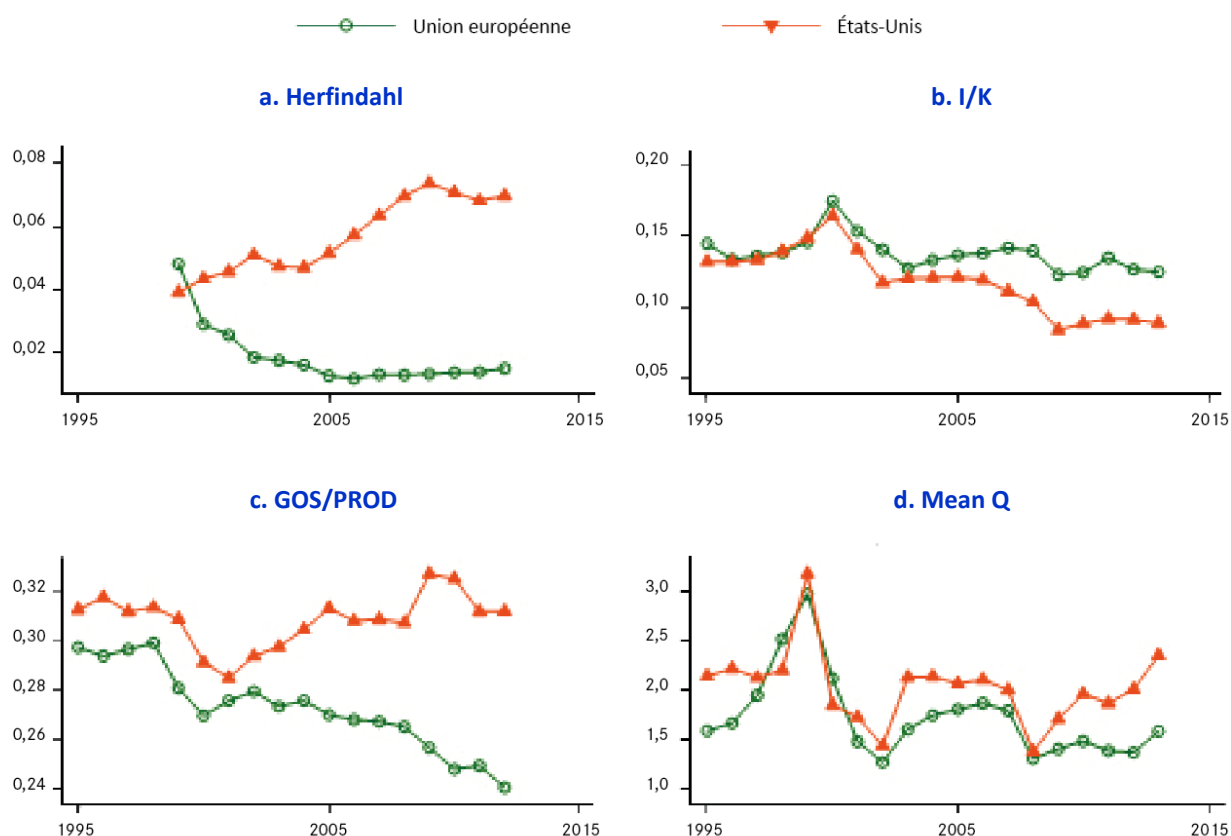 Union européenne États-Unis
a. Herfindahl
b. I/K
0,08
0,06
0,04
0,02
1995 2005 2015
0,20
0,15
0,10
0,05
1995 2005 2015
c. GOS/PROD
d. Mean Q
0,32
0,30
0,28
0,26
0,24
1995 2005 2015
3,0
2,5
2,0
1,5
1,0
1995 2005 2015